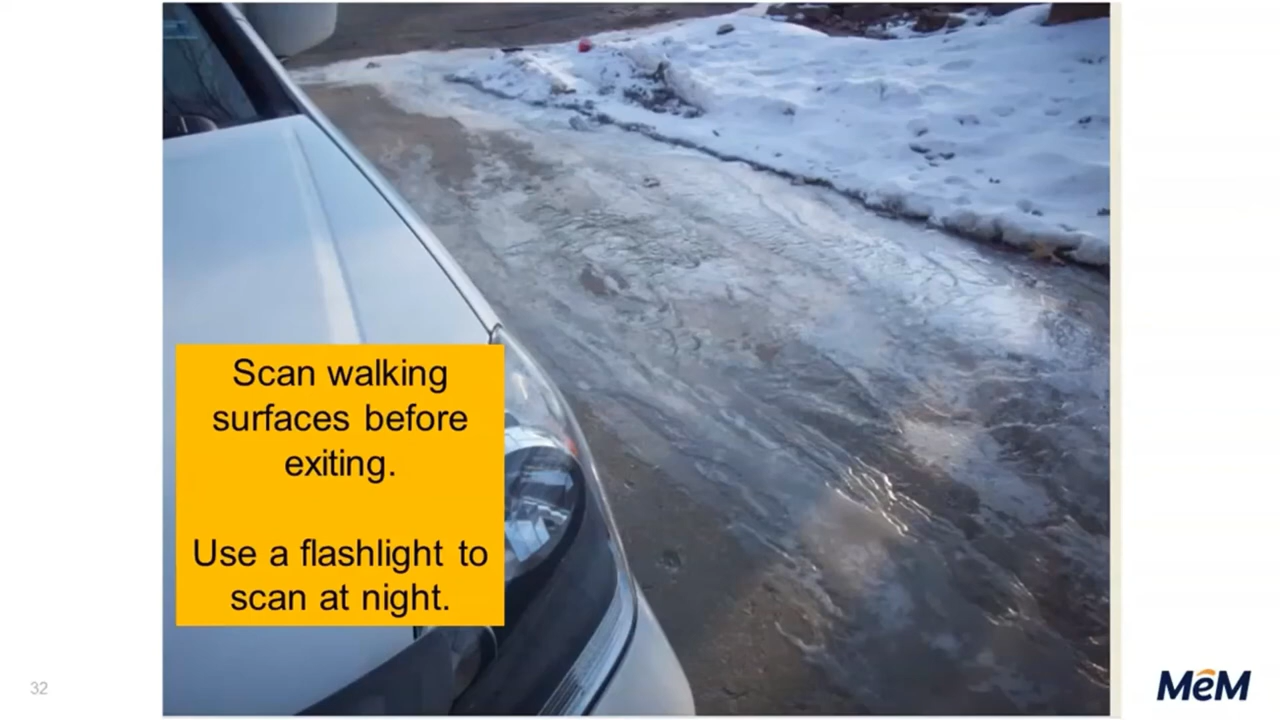 Scan walking
surfaces before
exiting.
Use a flashlight to
scan at night.
32
MEM